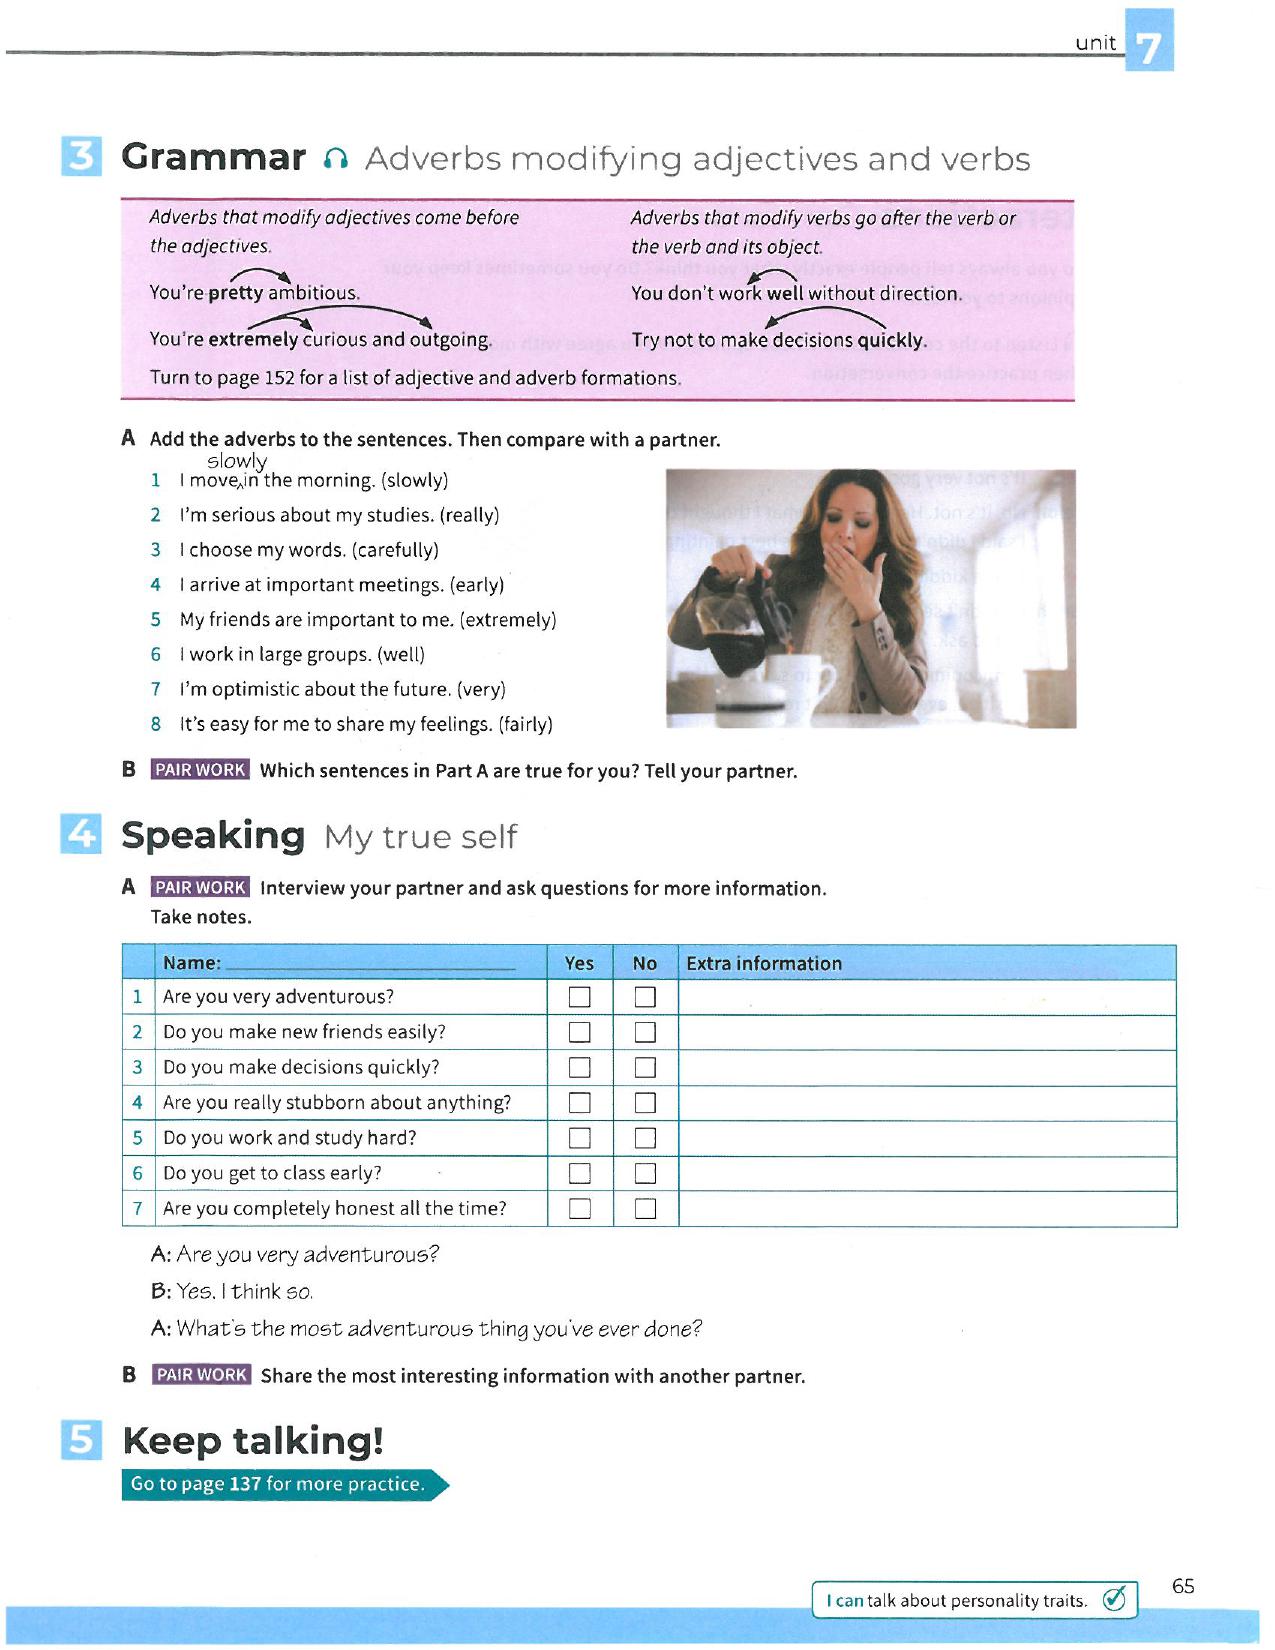 unit 7
3 Grammar Adverbs modifying adjectives and verbs
Adverbs that modify adjectives come before
the adjectives.
You're pretty ambitious.
You're extremely curious and outgoing.
Adverbs that modify verbs go after the verb or
the verb and its object.
You don't work well without direction.
Try not to make decisions quickly.
Turn to page 152 for a list of adjective and adverb formations.
A Add the adverbs to the sentences. Then compare with a partner.
slowly
1 I move^in the morning. (slowly)
2 I'm serious about my studies. (really)
3 I choose my words. (carefully)
4 I arrive at important meetings. (early)
5 My friends are important to me. (extremely)
6 I work in large groups. (well)
7 I'm optimistic about the future. (very)
8 It's easy for me to share my feelings. (fairly)
B PAIR WORK Which sentences in Part A are true for you? Tell your partner.
4 Speaking My true self
A PAIR WORK Interview your partner and ask questions for more information.
Take notes.
Name: Yes No Extra information
1 Are you very adventurous?
2 Do you make new friends easily?
3 Do you make decisions quickly?
4 Are you really stubborn about anything?
5 Do you work and study hard?
6 Do you get to class early?
7 Are you completely honest all the time?
A: Are you very adventurous?
B: Yes. I think so.
A: What's the most adventurous thing you've ever done?
B PAIR WORK Share the most interesting information with another partner.
5 Keep talking!
Go to page 137 for more practice.
I can talk about personality traits.
65